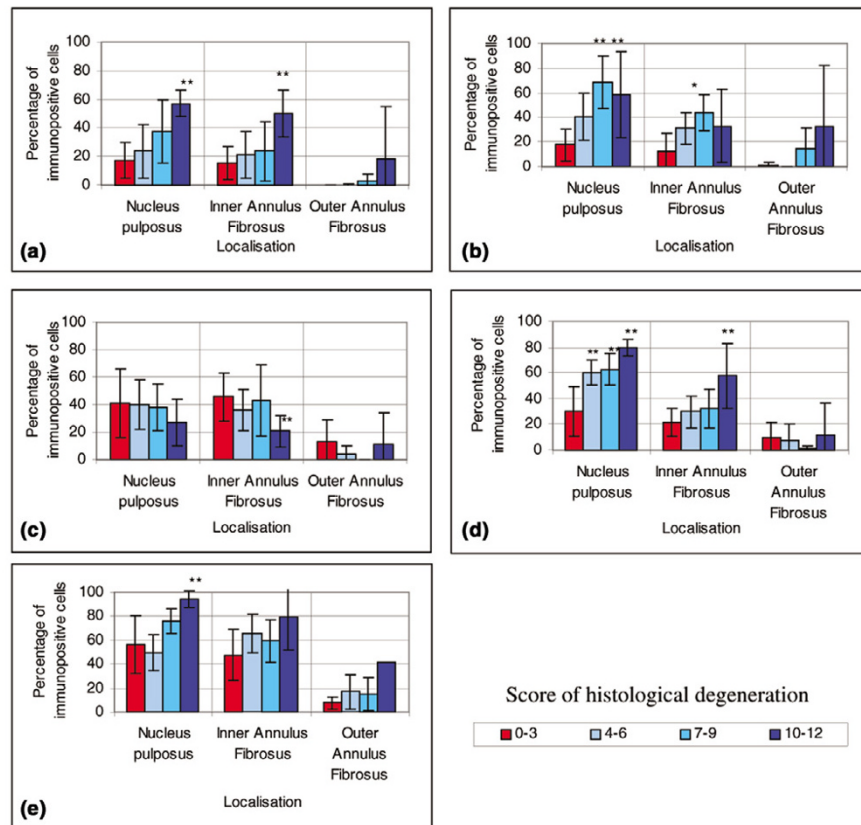 Percentage of
immunopositive cells
100
80
60
40
20
0
**
**
Nucleus
pulposus
Inner Annulus
Fibrosus
Outer Annulus
Fibrosus
Localisation
(a)
Percentage of
immunopositive cells
100
80
60
40
20
0
** **
*
Nucleus
pulposus
Inner Annulus
Fibrosus
Outer
Annulus
Fibrosus
Localisation
(b)
Percentage of
immunopositive cells
100
80
60
40
20
0
**
Nucleus
pulposus
Inner Annulus
Fibrosus
Outer Annulus
Fibrosus
Localisation
(c)
Percentage of
immunopositive cells
100
80
60
40
20
0
** ** **
**
Nucleus
pulposus
Inner Annulus
Fibrosus
Outer
Annulus
Fibrosus
Localisation
(d)
Percentage of
immunopositive cells
100
80
60
40
20
0
**
Nucleus
pulposus
Inner Annulus
Fibrosus
Outer
Annulus
Fibrosus
Localisation
(e)
Score of histological degeneration
0-3 4-6 7-9 10-12